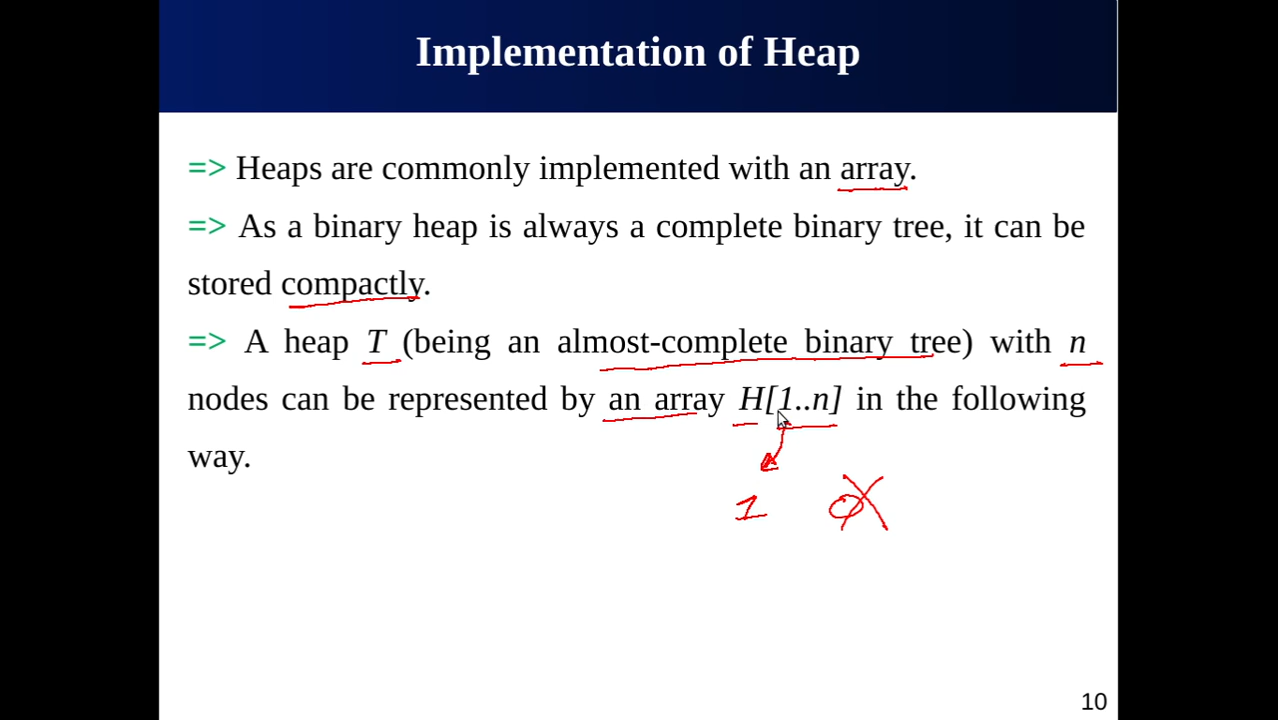 Implementation of Heap
=> Heaps are commonly implemented with an array.
=> As a binary heap is always a complete binary tree, it can be
stored compactly.
=> A heap T (being an almost-complete binary tree) with n
nodes can be represented by an array H[1..n] in the following
way.
1 0
10